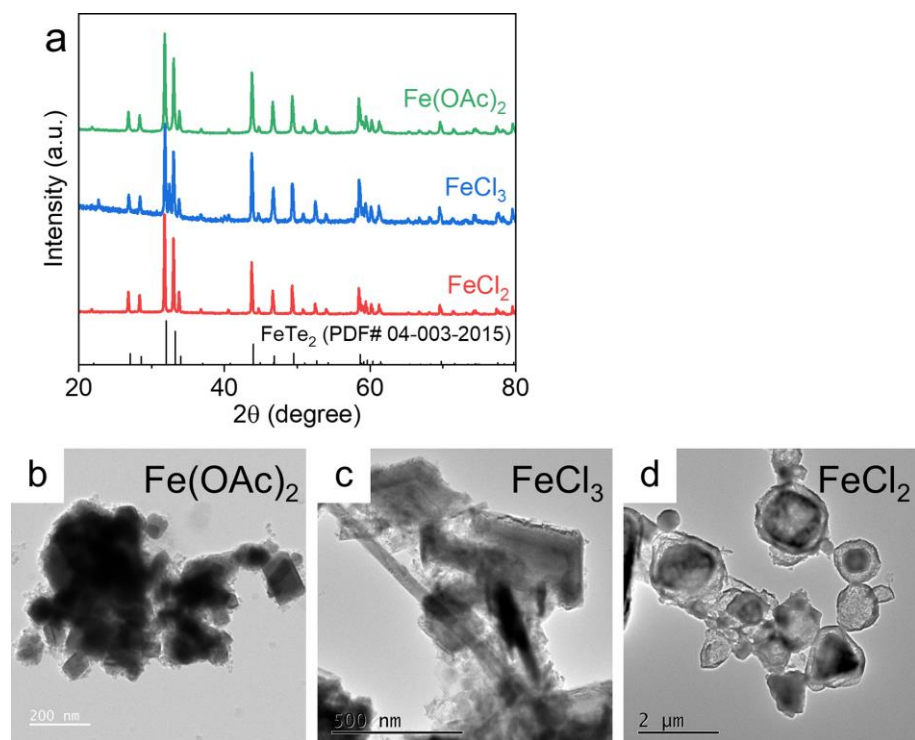 a
Intensity (a.u.)
Fe(OAc)₂
FeCl₃
FeCl₂
FeTe₂ (PDF# 04-003-2015)
20 40 60 80
2θ (degree)
b Fe(OAc)₂
200 nm
c FeCl₃
500 nm
d FeCl₂
2 μm